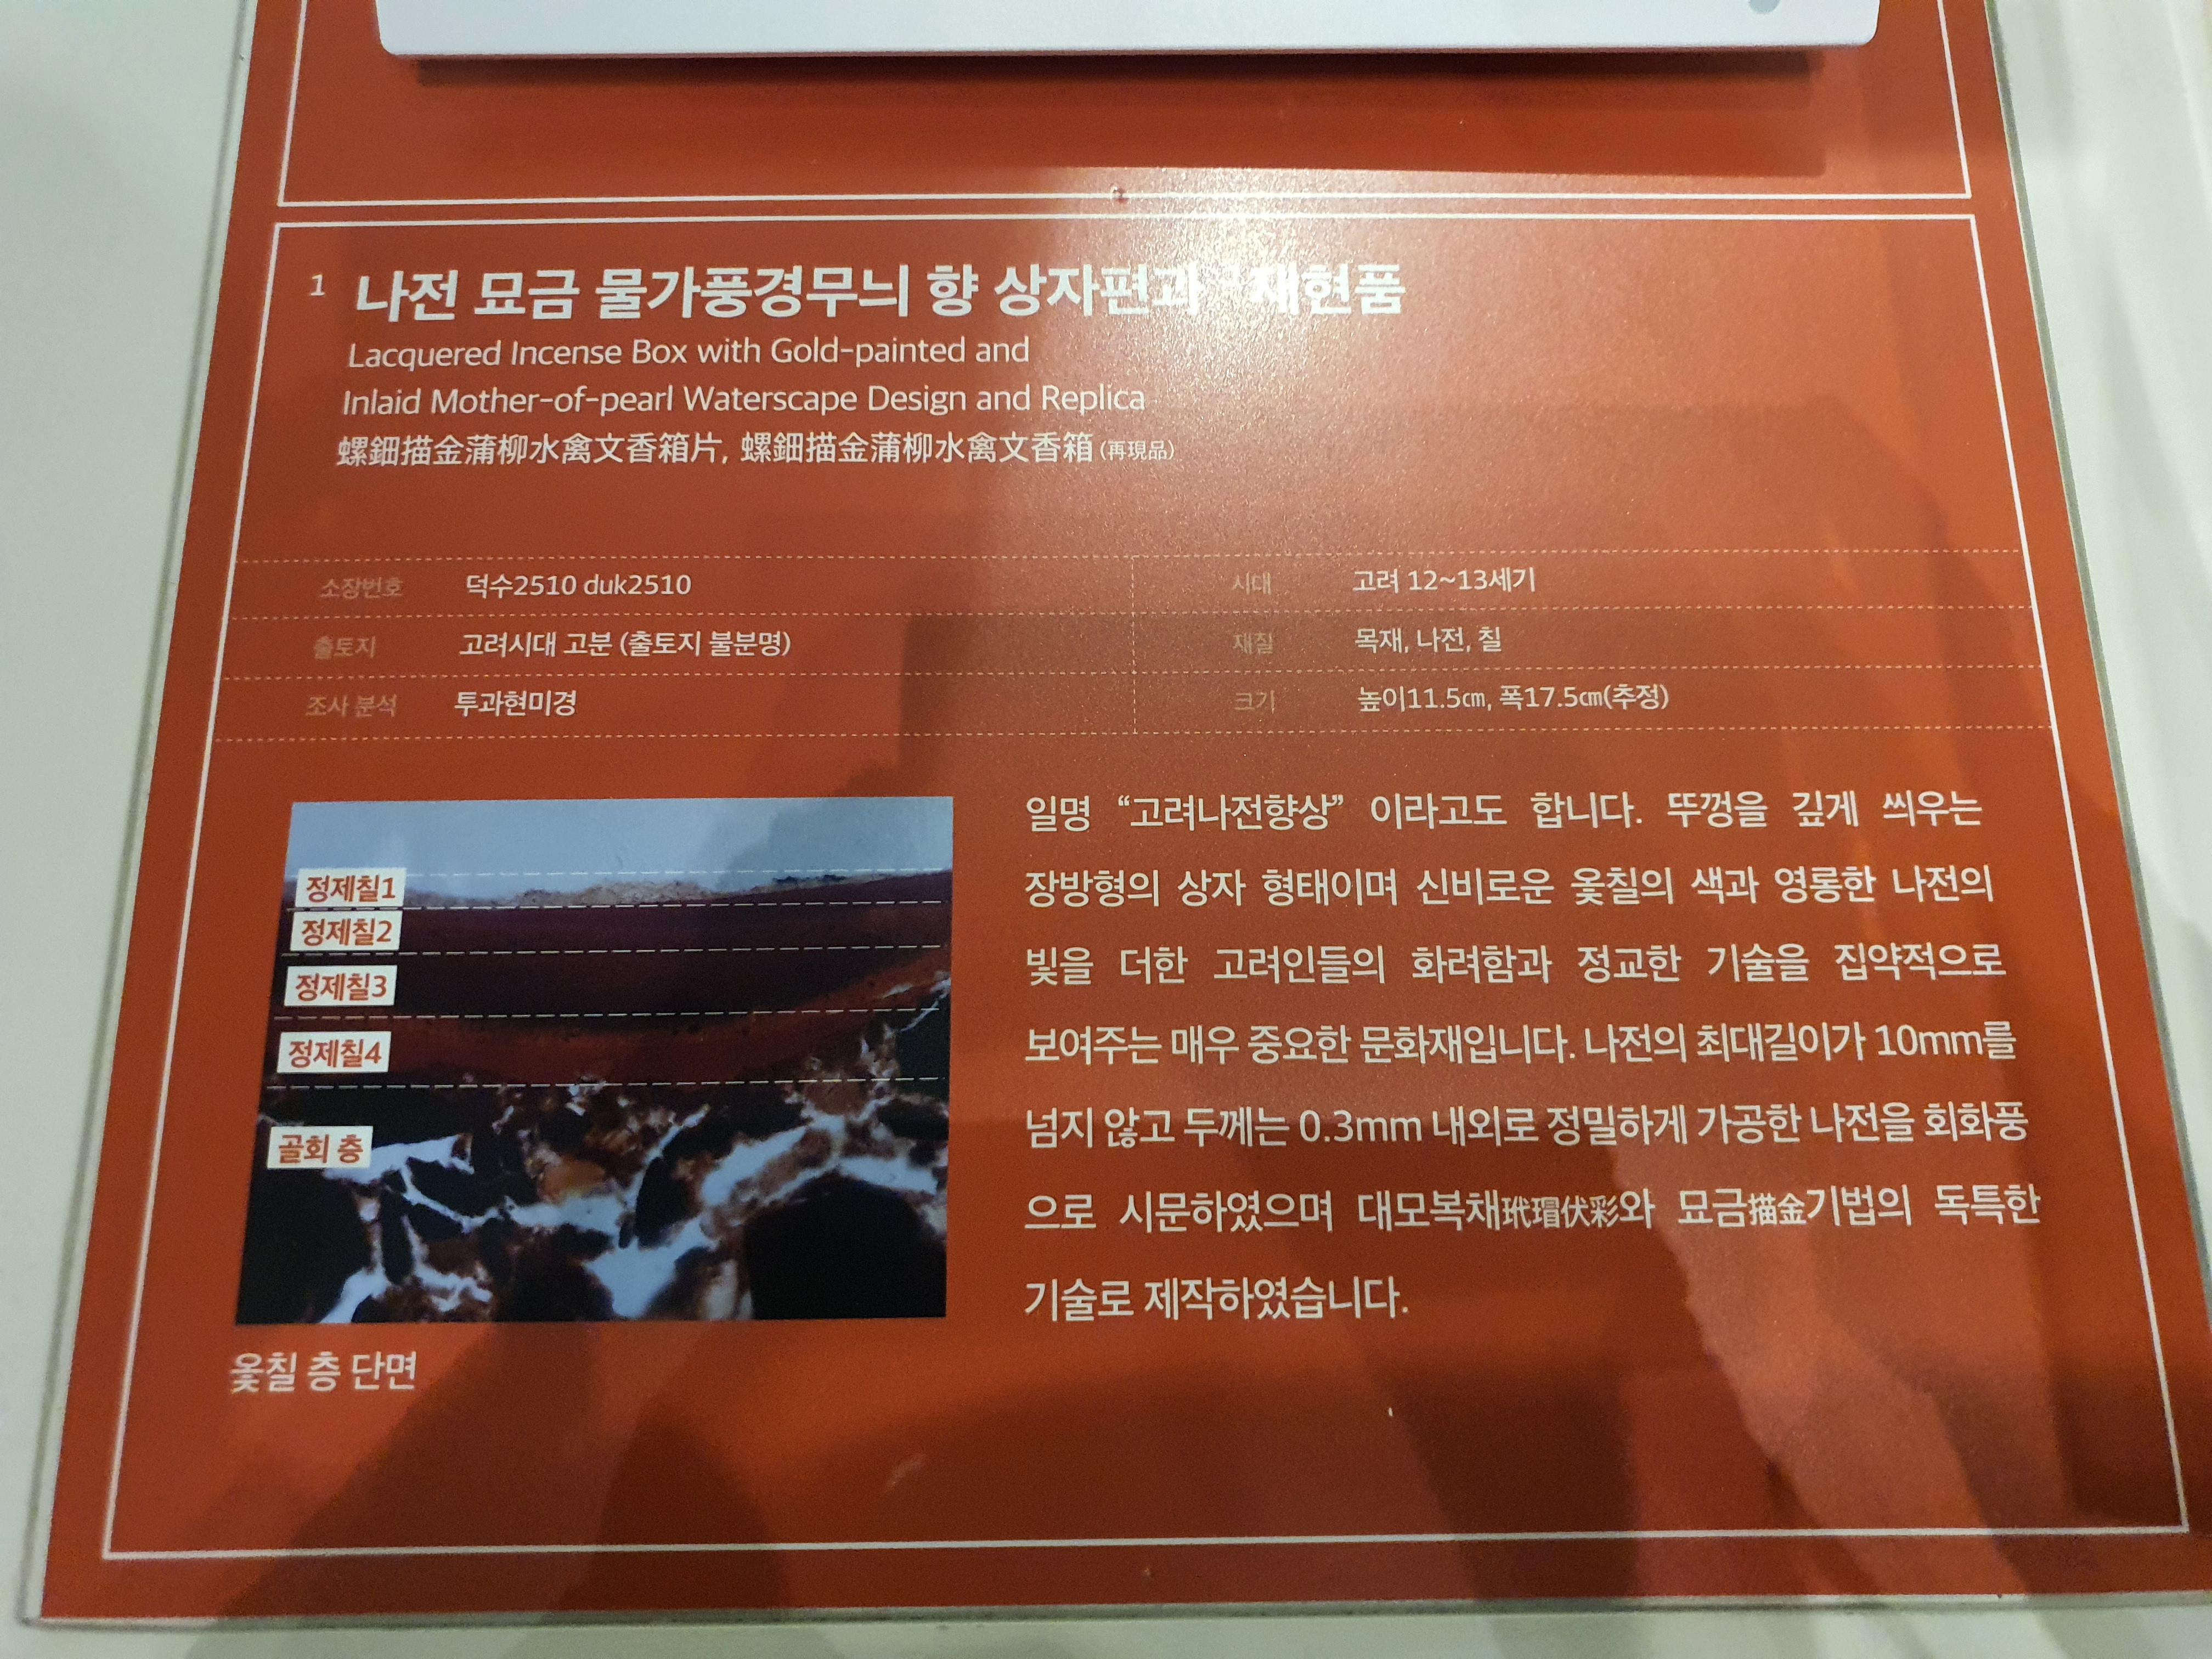 1 나전 묘금 물가풍경무늬 향 상자편과 재현품
Lacquered Incense Box with Gold-painted and
Inlaid Mother-of-pearl Waterscape Design and Replica
螺鈿描金蒲柳水禽文香箱片, 螺鈿描金蒲柳水禽文香箱 (再現品)
소장번호 덕수2510 duk2510 시대 고려 12~13세기
출토지 고려시대 고분 (출토지 불분명) 재질 목재, 나전, 칠
조사 분석 투과현미경 크기 높이11.5㎝, 폭17.5㎝(추정)
정제칠1
정제칠2
정제칠3
정제칠4
골회 층
옻칠 층 단면
일명 “고려나전향상” 이라고도 합니다. 뚜껑을 깊게 씌우는
장방형의 상자 형태이며 신비로운 옻칠의 색과 영롱한 나전의
빛을 더한 고려인들의 화려함과 정교한 기술을 집약적으로
보여주는 매우 중요한 문화재입니다. 나전의 최대길이가 10mm를
넘지 않고 두께는 0.3mm 내외로 정밀하게 가공한 나전을 회화풍
으로 시문하였으며 대모복채玳瑁伏彩와 묘금描金기법의 독특한
기술로 제작하였습니다.